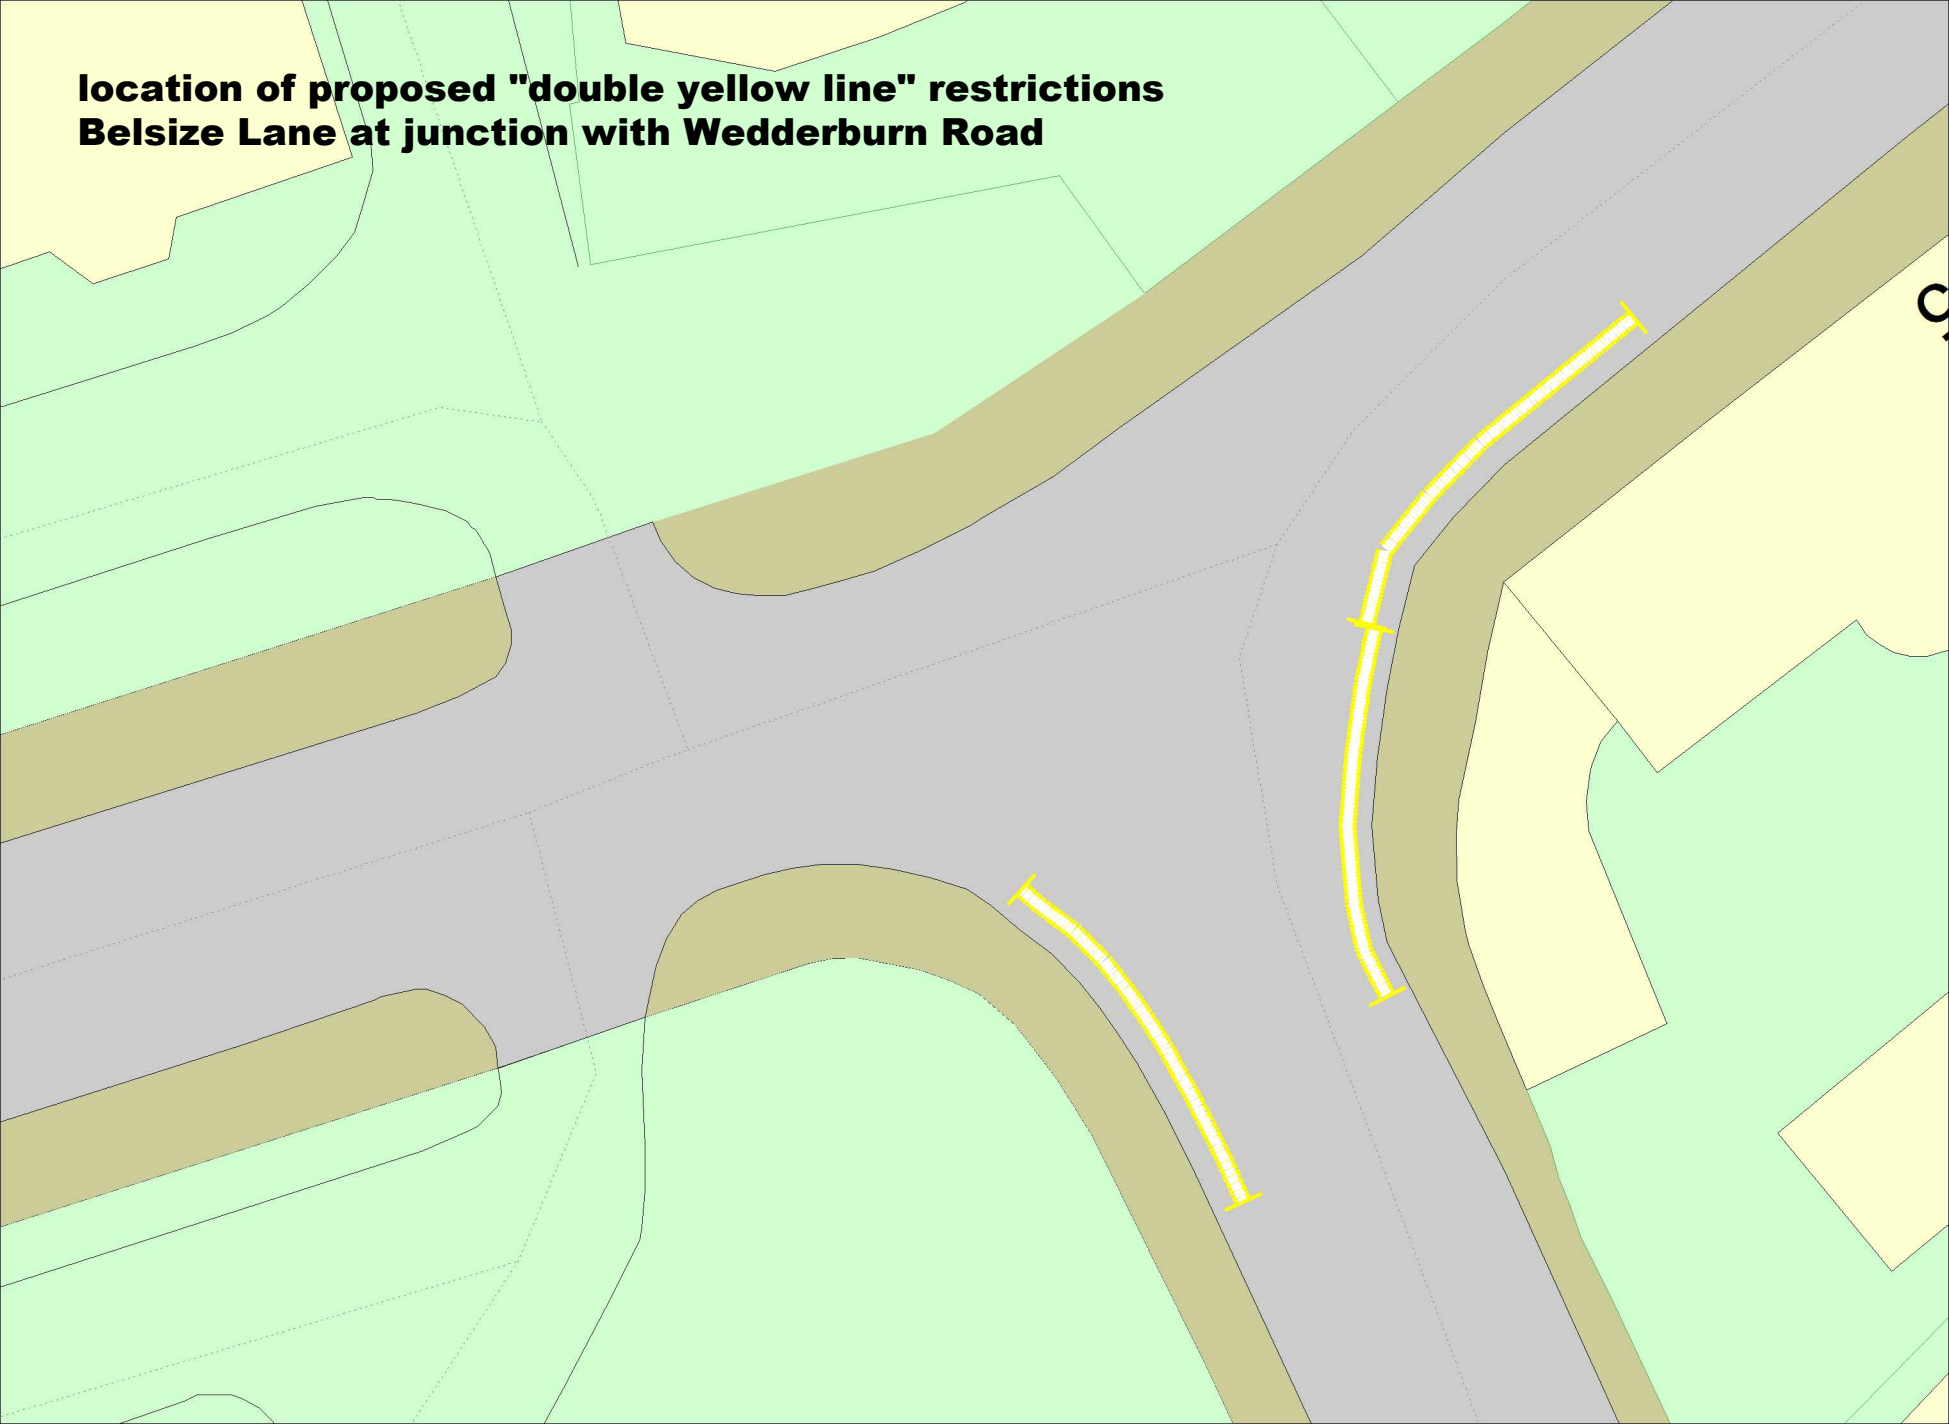 location of proposed "double yellow line" restrictions
Belsize Lane at junction with Wedderburn Road